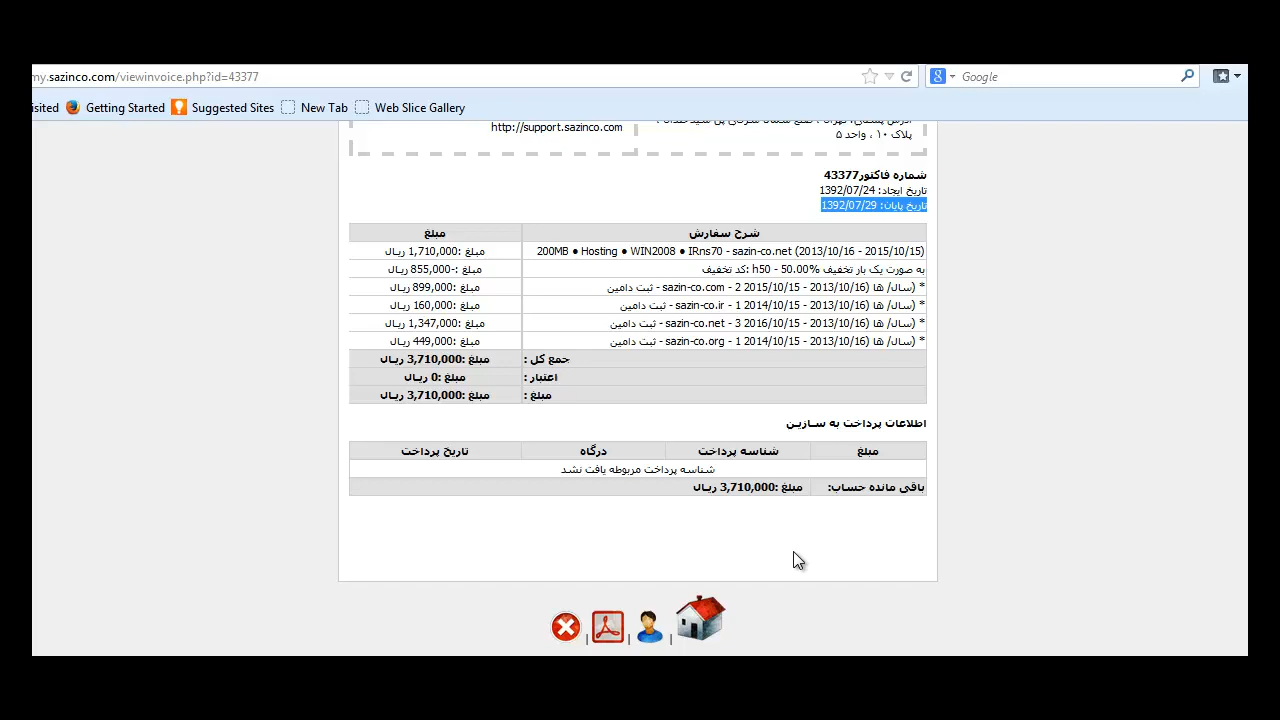 my.sazinco.com/viewinvoice.php?id=43377
Google
isited Getting Started Suggested Sites New Tab Web Slice Gallery
http://support.sazinco.com
پلاک ۱۰ ، واحد ۵
شماره فاکتور43377
تاریخ ایجاد: 1392/07/24
تاریخ پایان: 1392/07/29
شرح سفارش مبلغ
200MB ● Hosting ● WIN2008 ● IRns70 - sazin-co.net (2013/10/16 - 2015/10/15) مبلغ :1,710,000 ریال
به صورت یک بار تخفیف h50 - 50.00% :کد تخفیف مبلغ :-855,000 ریال
* (سال/ ها (2013/10/16 - 2015/10/15 2 - sazin-co.com - ثبت دامین مبلغ :899,000 ریال
* (سال/ ها (2013/10/16 - 2014/10/15 1 - sazin-co.ir - ثبت دامین مبلغ :160,000 ریال
* (سال/ ها (2013/10/16 - 2016/10/15 3 - sazin-co.net - ثبت دامین مبلغ :1,347,000 ریال
* (سال/ ها (2013/10/16 - 2014/10/15 1 - sazin-co.org - ثبت دامین مبلغ :449,000 ریال
جمع کل : مبلغ :3,710,000 ریال
اعتبار : مبلغ :0 ریال
مبلغ : مبلغ :3,710,000 ریال
اطلاعات پرداخت به سـازیـن
مبلغ شناسه پرداخت درگاه تاریخ پرداخت
شناسه پرداخت مربوطه یافت نشد
باقی مانده حساب: مبلغ :3,710,000 ریال